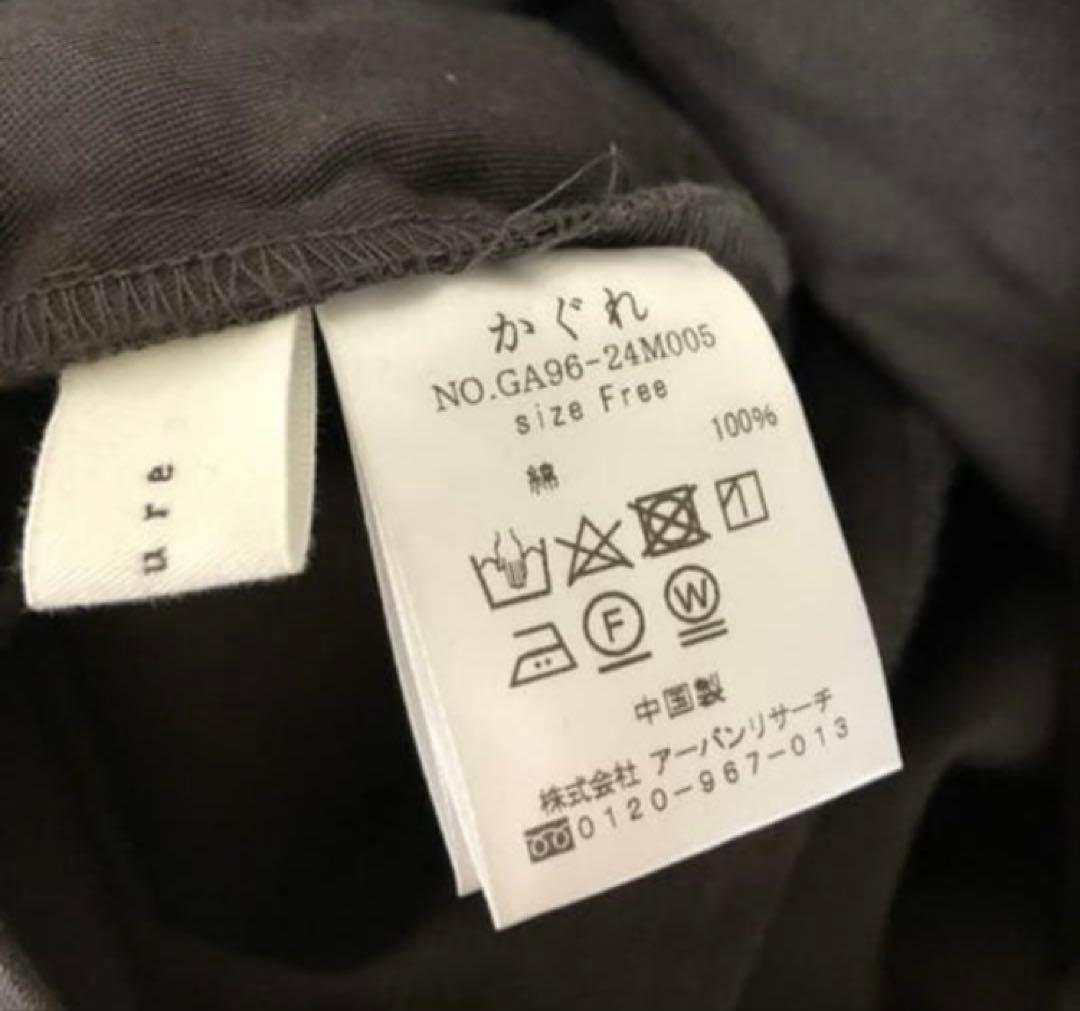 かぐれ
NO.GA96-24M005
size Free
綿 100%
F W
中国製
株式会社 アーバンリサーチ
0120-967-013
ure